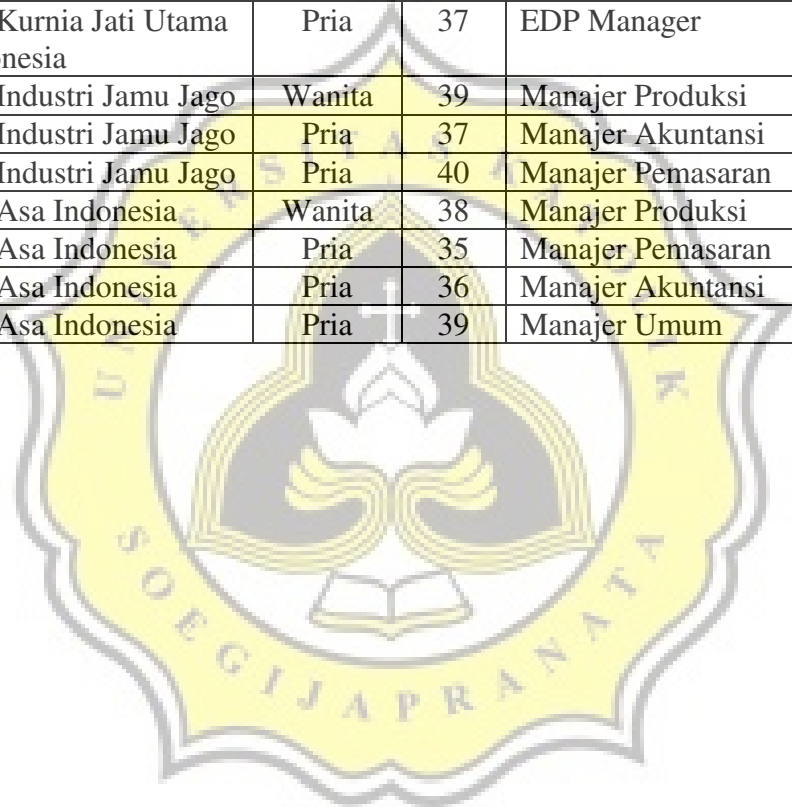 Kurnia Jati Utama Pria 37 EDP Manager
nesia
Industri Jamu Jago Wanita 39 Manajer Produksi
Industri Jamu Jago Pria 37 Manajer Akuntansi
Industri Jamu Jago Pria 40 Manajer Pemasaran
Asa Indonesia Wanita 38 Manajer Produksi
Asa Indonesia Pria 35 Manajer Pemasaran
Asa Indonesia Pria 36 Manajer Akuntansi
Asa Indonesia Pria 39 Manajer Umum
UNIVERSITAS KATOLIK
SOEGIJAPRANATA